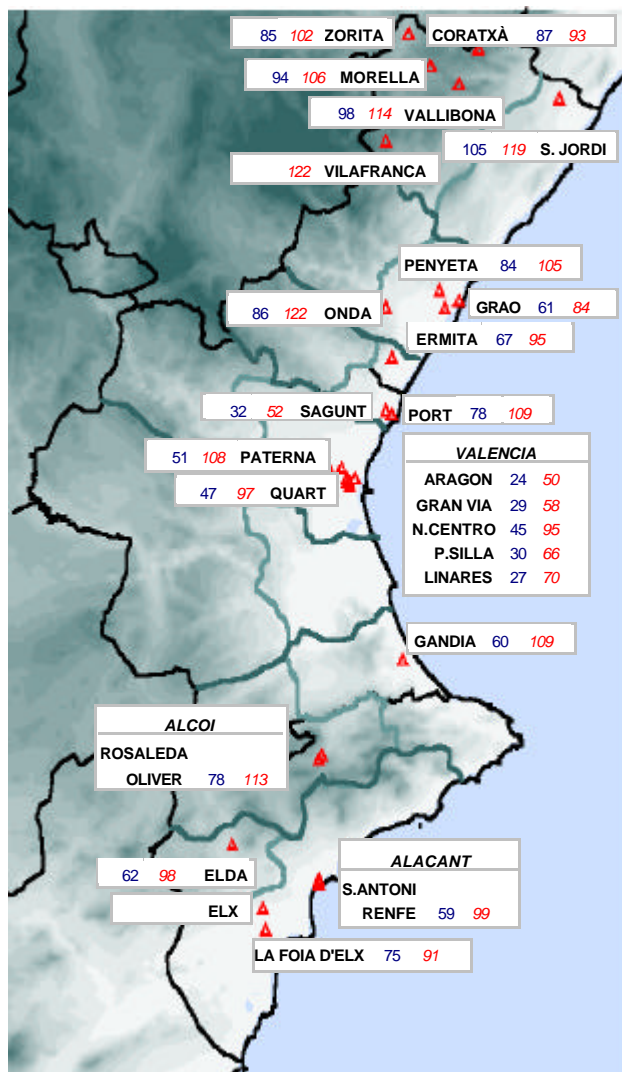 85 102 ZORITA
CORATXÀ 87 93
94 106 MORELLA
98 114 VALLIBONA
105 119 S. JORDI
122 VILAFRANCA
PENYETA 84 105
86 122 ONDA
GRAO 61 84
ERMITA 67 95
32 52 SAGUNT
PORT 78 109
51 108 PATERNA
47 97 QUART
VALENCIA
ARAGON 24 50
GRAN VIA 29 58
N.CENTRO 45 95
P.SILLA 30 66
LINARES 27 70
GANDIA 60 109
ALCOI
ROSALEDA
OLIVER 78 113
62 98 ELDA
ELX
ALACANT
S.ANTONI
RENFE 59 99
LA FOIA D'ELX 75 91